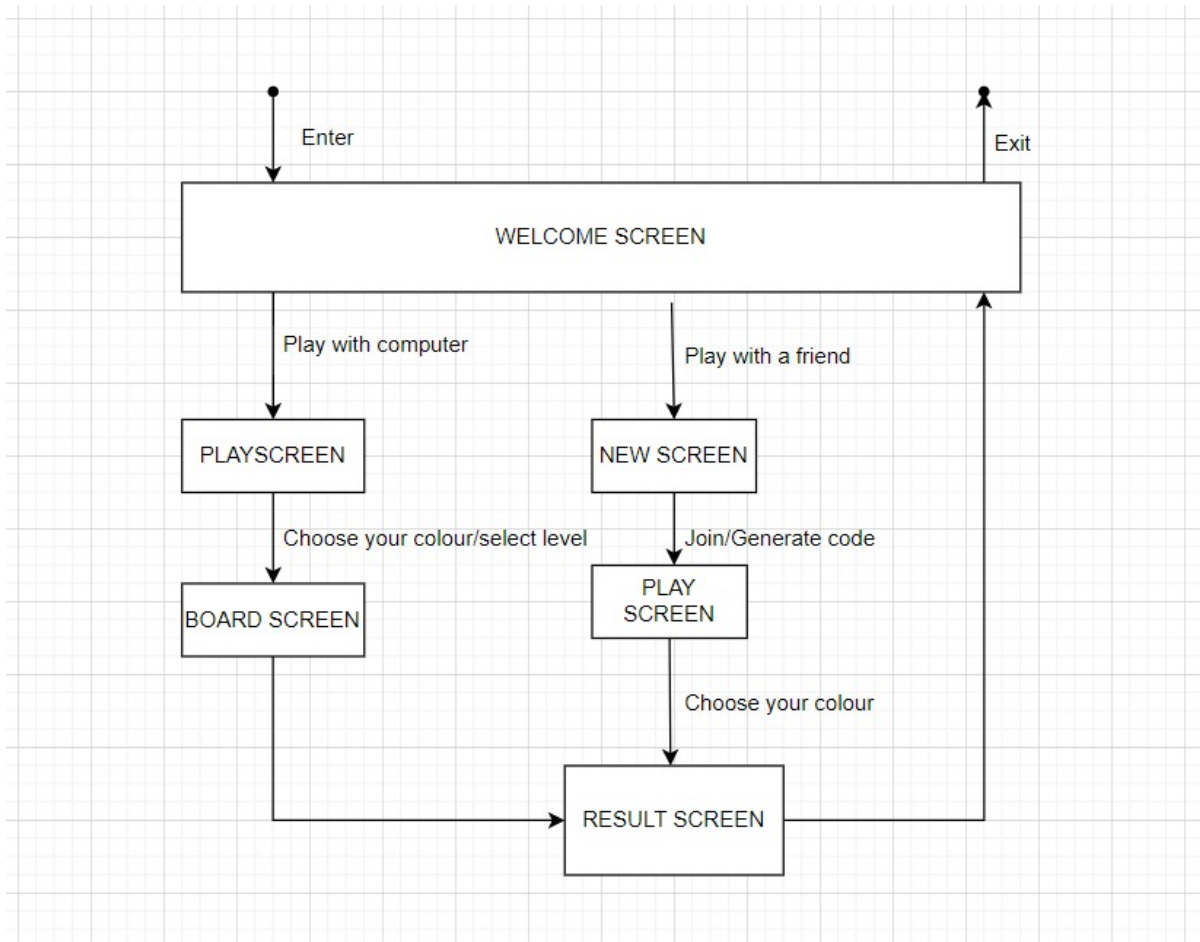 Enter
Exit
WELCOME SCREEN
Play with computer
Play with a friend
PLAYSCREEN
NEW SCREEN
Choose your colour/select level
Join/Generate code
BOARD SCREEN
PLAY
SCREEN
Choose your colour
RESULT SCREEN